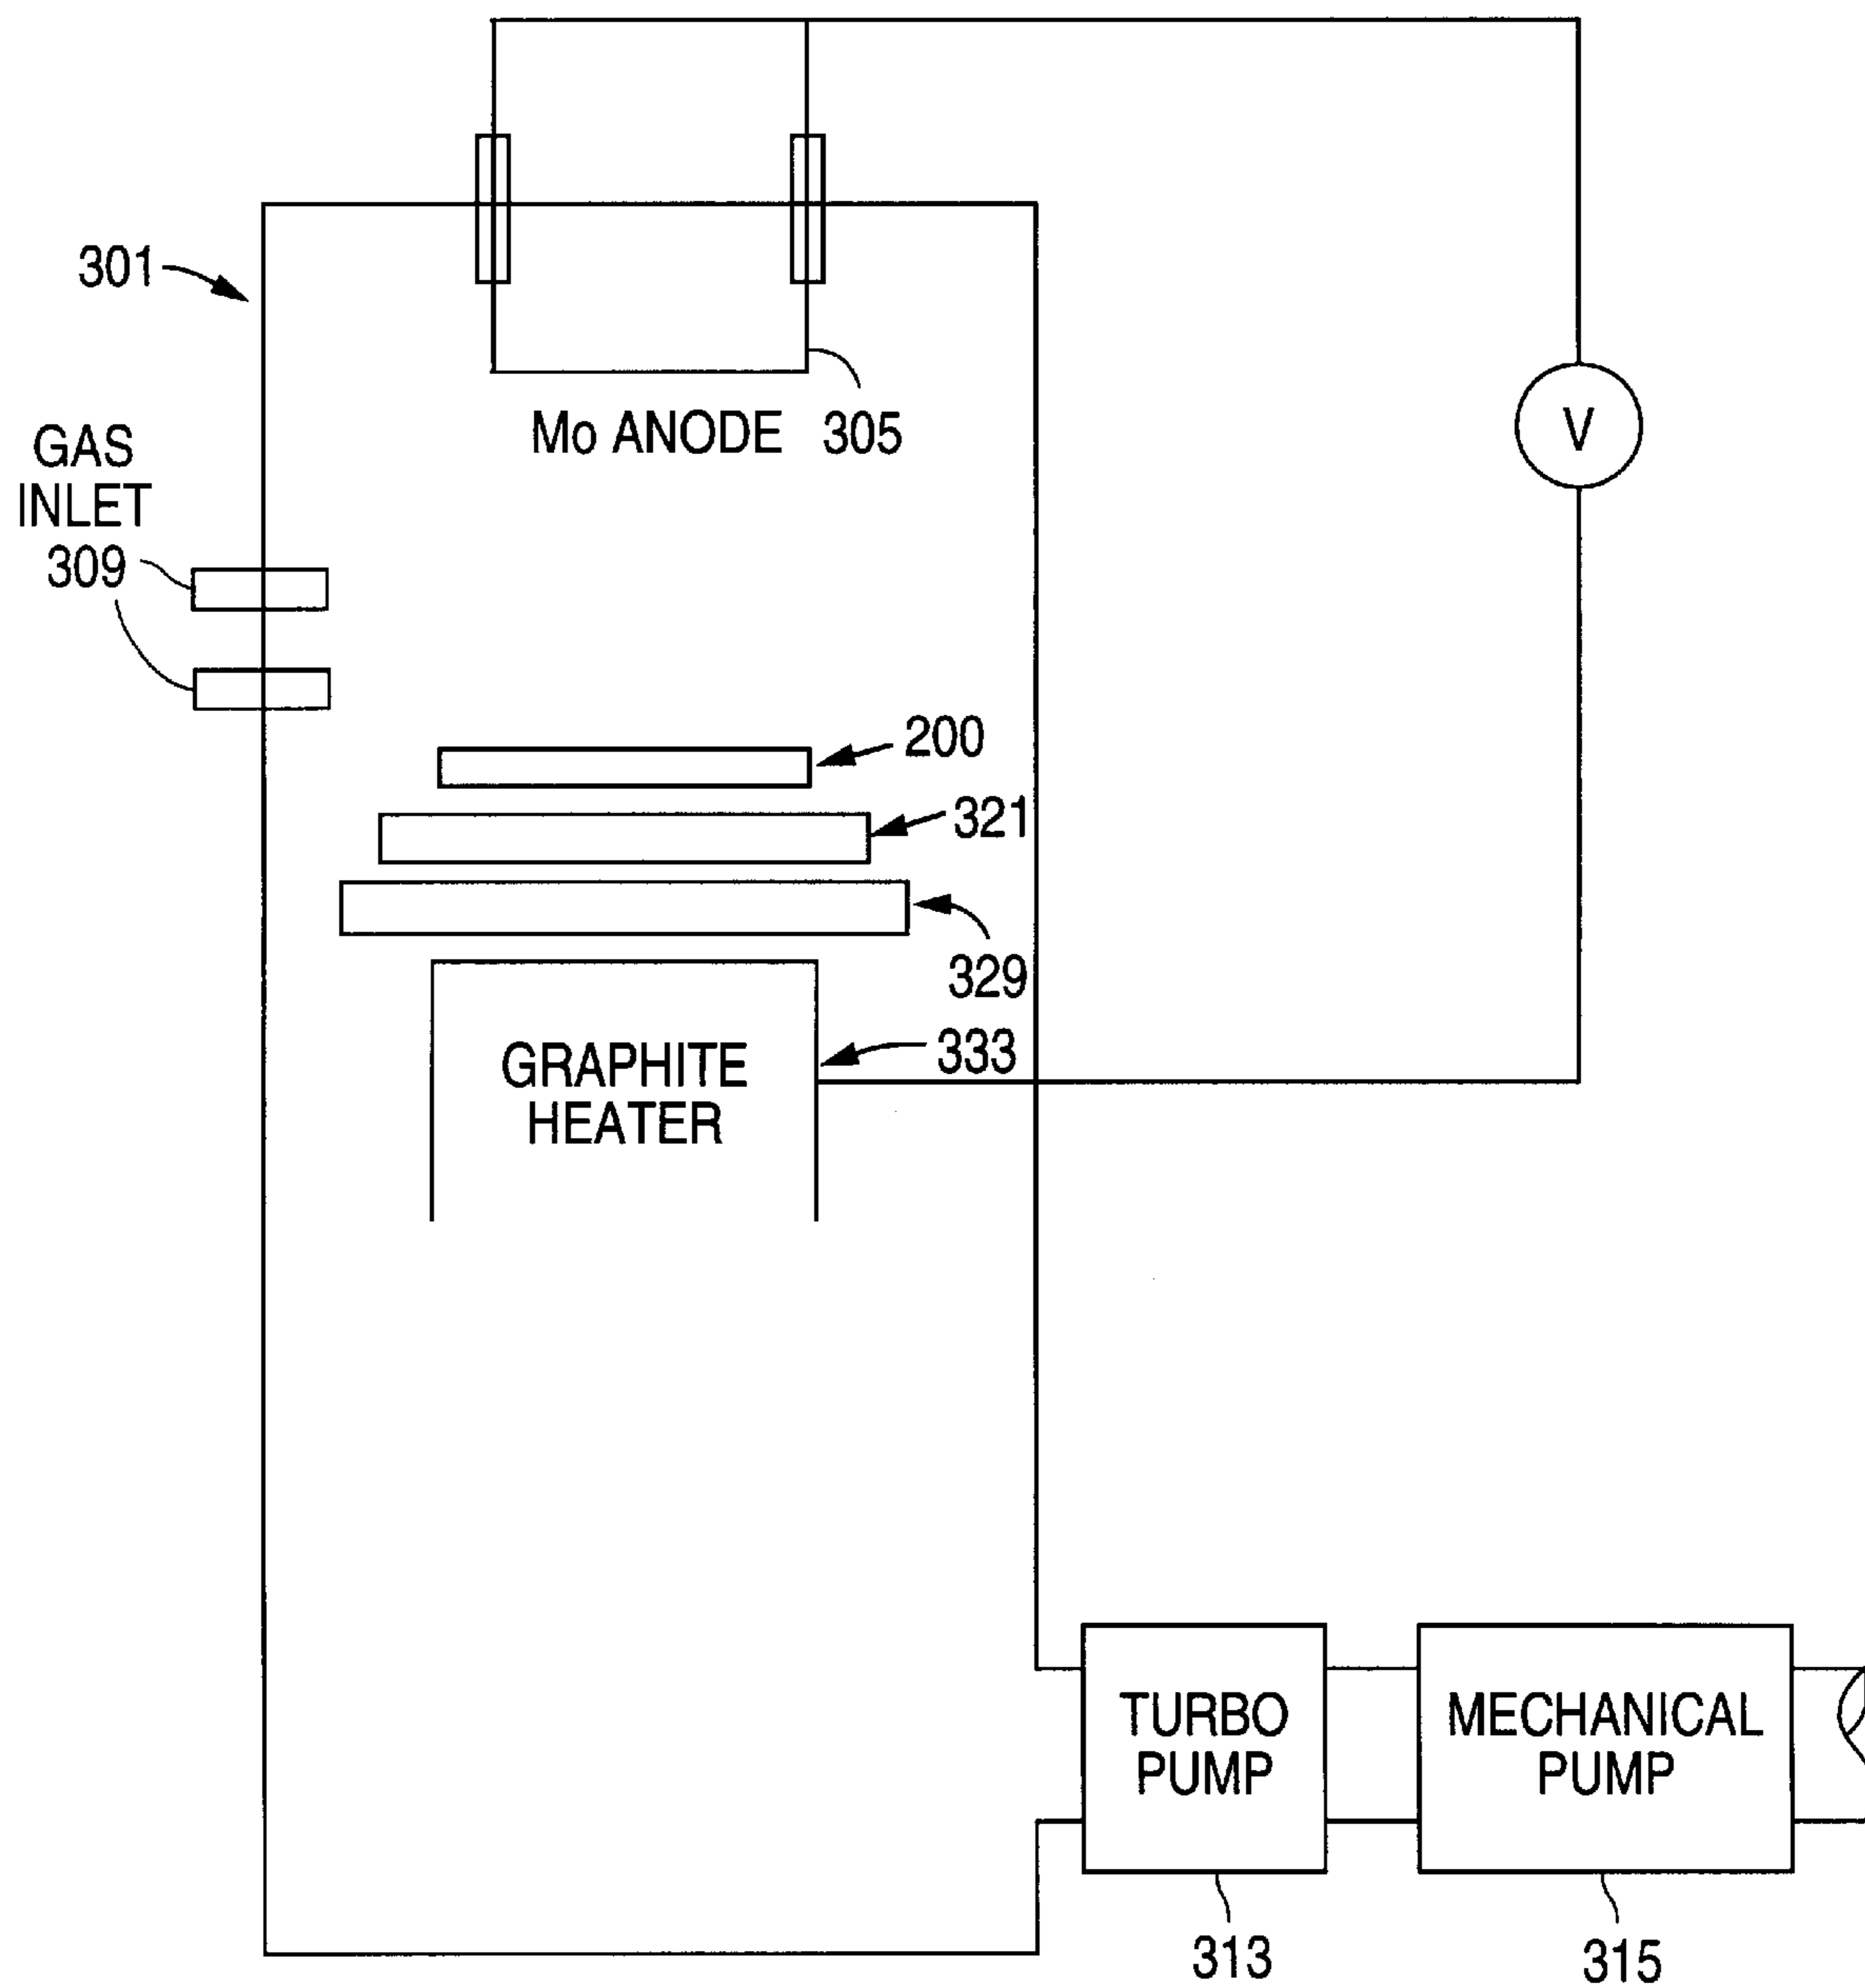 301
Mo ANODE 305
GAS
INLET
309
V
200
321
329
GRAPHITE
HEATER
333
TURBO
PUMP
MECHANICAL
PUMP
313
315